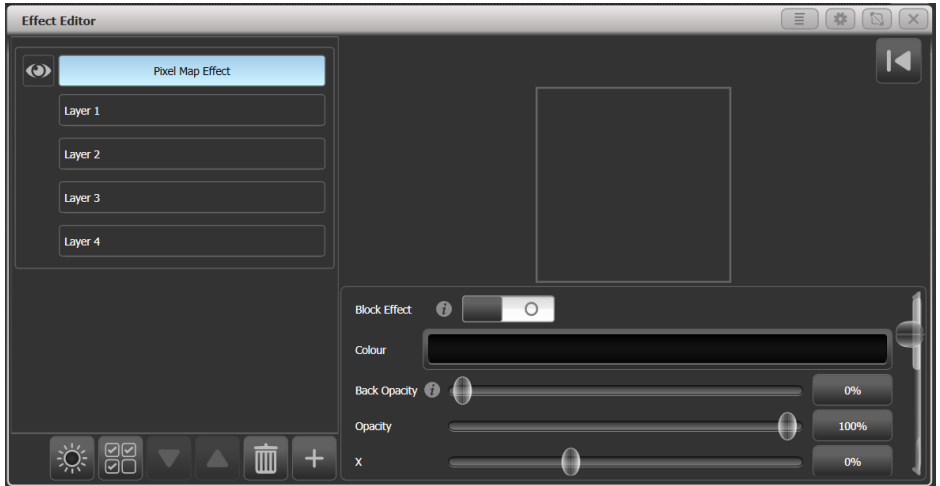 Effect Editor
Pixel Map Effect
Layer 1
Layer 2
Layer 3
Layer 4
Block Effect
Colour
Back Opacity
0%
Opacity
100%
X
0%